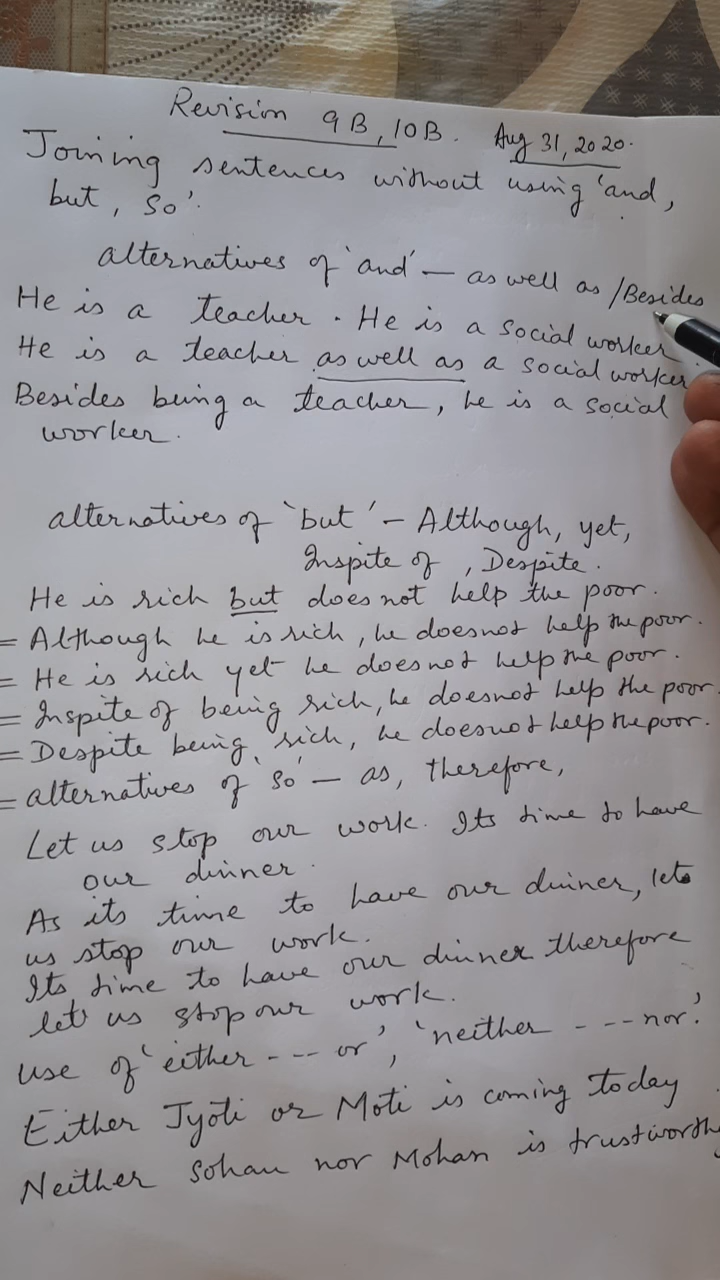 Revision 9B, 10B. Aug 31, 2020.
Joining sentences without using 'and,
but, so'.
alternatives of 'and' — as well as / Besides
He is a teacher. He is a social worker
He is a teacher as well as a social worker
Besides being a teacher, he is a social
worker.
alternatives of 'but' - Although, yet,
Inspite of, Despite.
He is rich but does not help the poor.
= Although he is rich, he doesnot help the poor.
= He is rich yet he doesnot help the poor.
= Inspite of being rich, he doesnot help the poor.
= Despite being rich, he doesnot help the poor.
= alternatives of 'so' — as, therefore,
Let us stop our work. Its time to have
our dinner.
As its time to have our dinner, lets
us stop our work.
Its time to have our dinner therefore
let us stop our work.
use of 'either --- or', 'neither --- nor'.
Either Jyoti or Moti is coming today
Neither Sohan nor Mohan is trustworthy